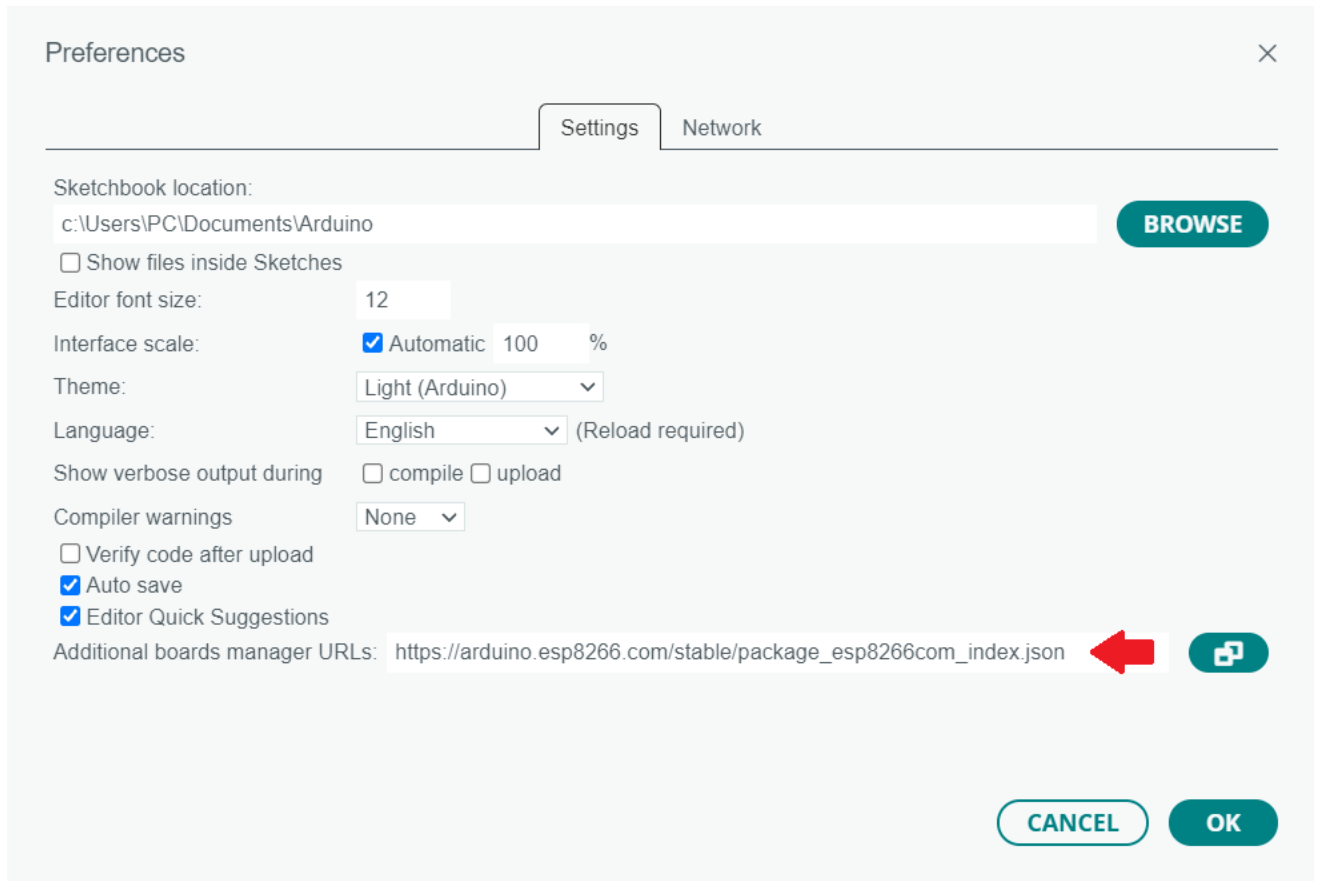 Preferences
Settings Network
Sketchbook location:
c:\Users\PC\Documents\Arduino BROWSE
Show files inside Sketches
Editor font size: 12
Interface scale: Automatic 100 %
Theme: Light (Arduino)
Language: English (Reload required)
Show verbose output during compile upload
Compiler warnings None
Verify code after upload
Auto save
Editor Quick Suggestions
Additional boards manager URLs: https://arduino.esp8266.com/stable/package_esp8266com_index.json
CANCEL OK